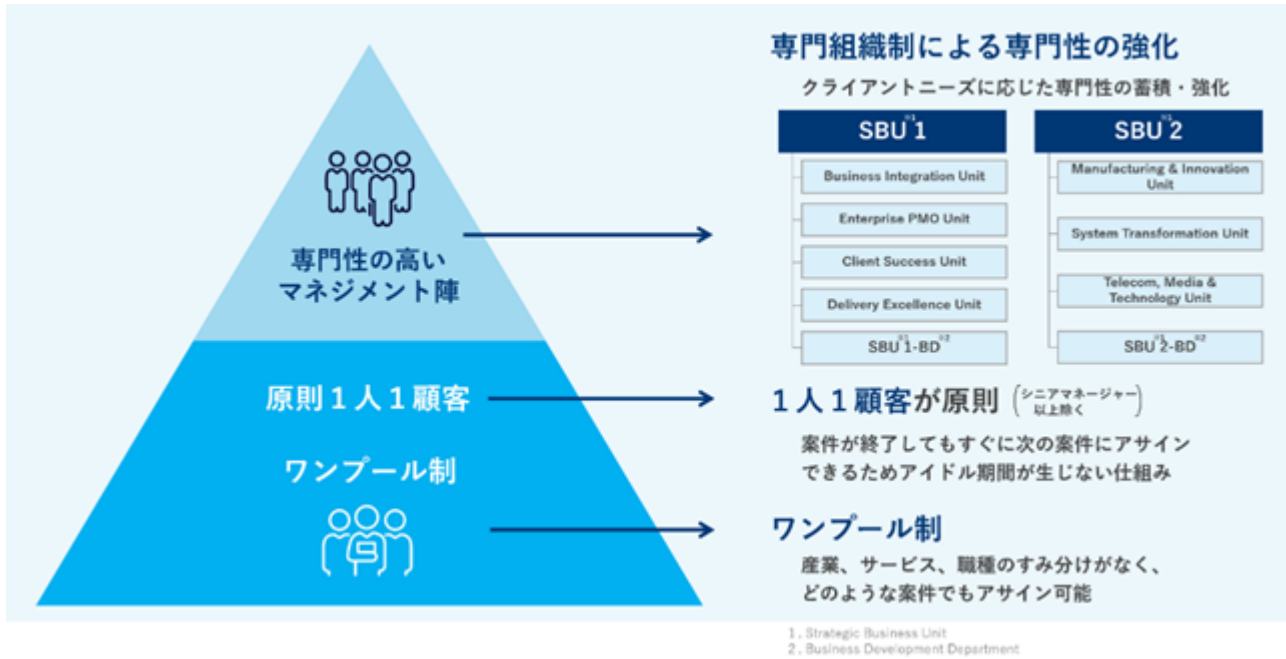 専門性の高い
マネジメント陣
原則1人1顧客
ワンプール制
専門組織制による専門性の強化
クライアントニーズに応じた専門性の蓄積・強化
SBU※1 1
Business Integration Unit
Enterprise PMO Unit
Client Success Unit
Delivery Excellence Unit
SBU※1 1-BD※2
SBU※1 2
Manufacturing & Innovation
Unit
System Transformation Unit
Telecom, Media &
Technology Unit
SBU※1 2-BD※2
1人1顧客が原則(シニアマネージャー
以上除く)
案件が終了してもすぐに次の案件にアサイン
できるためアイドル期間が生じない仕組み
ワンプール制
産業、サービス、職種のすみ分けがなく、
どのような案件でもアサイン可能
1. Strategic Business Unit
2. Business Development Department